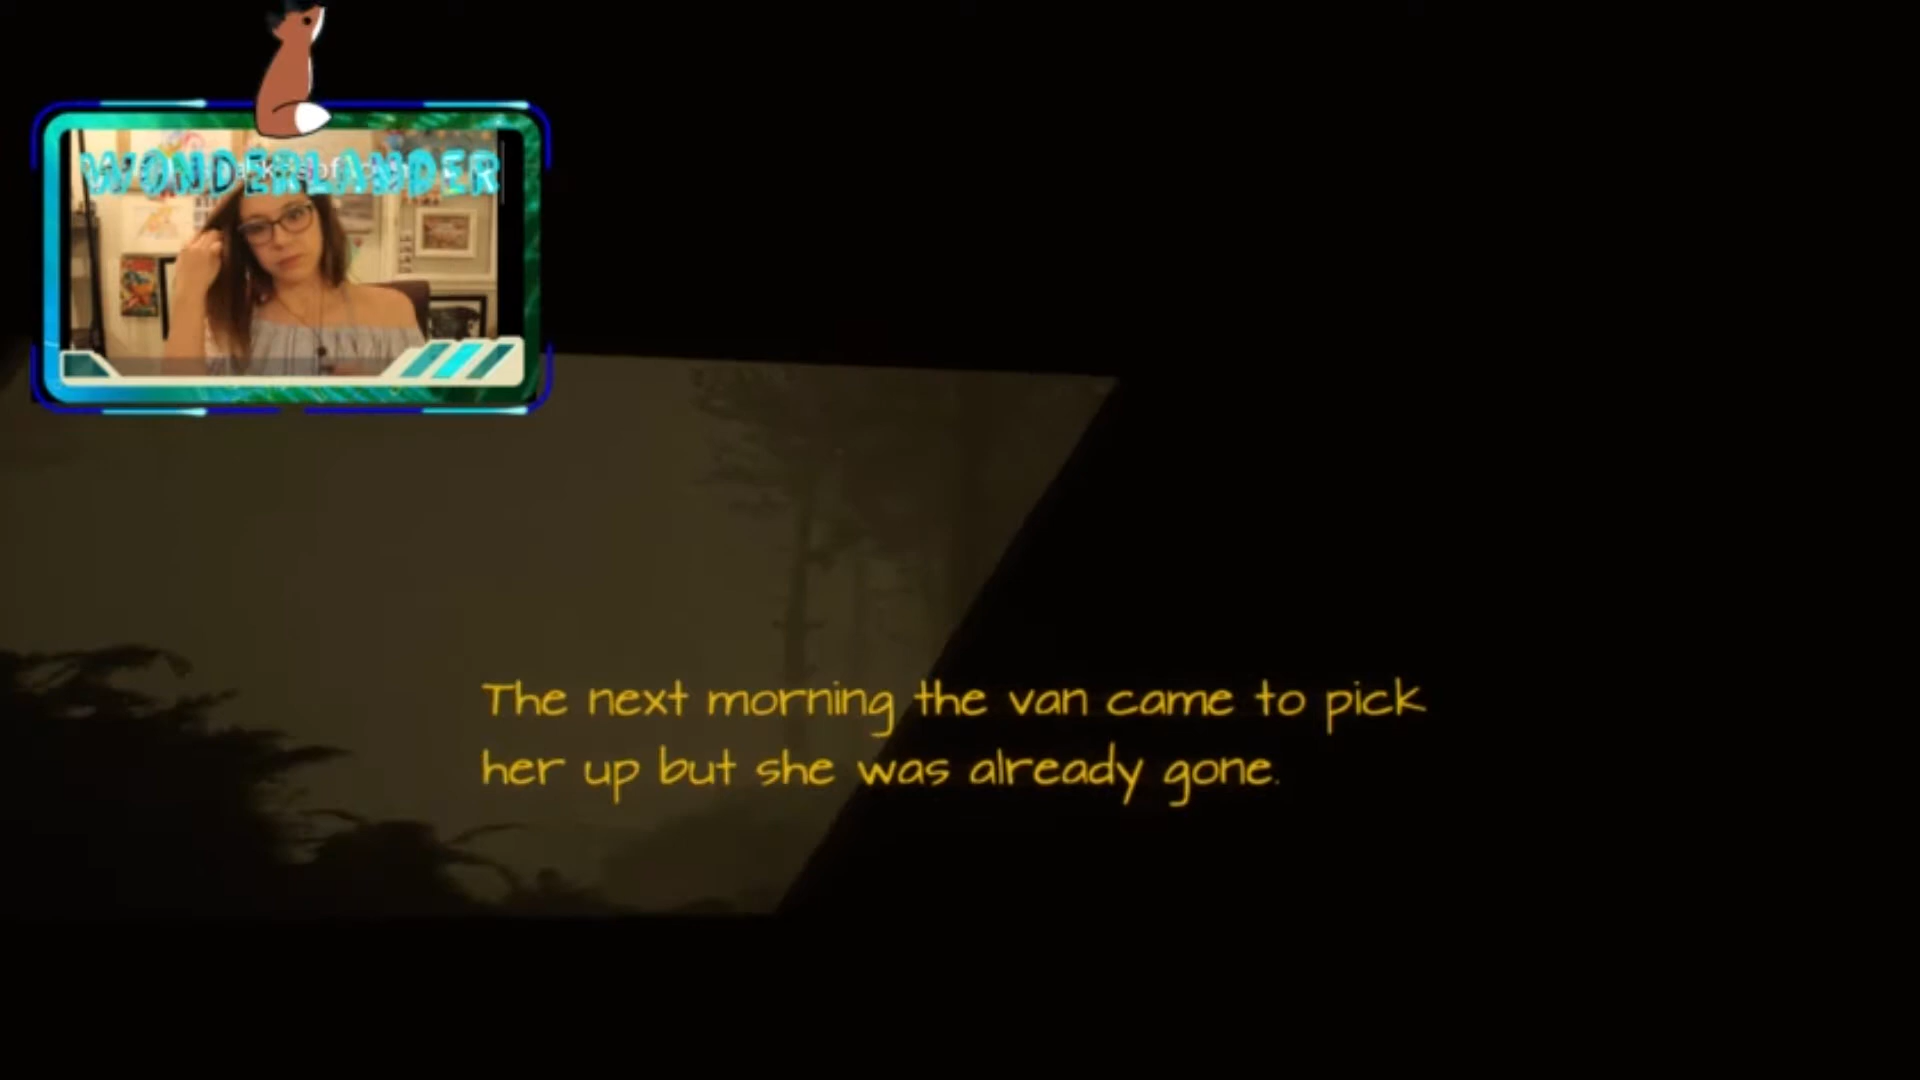 WONDERLANDER
The next morning the van came to pick
her up but she was already gone.